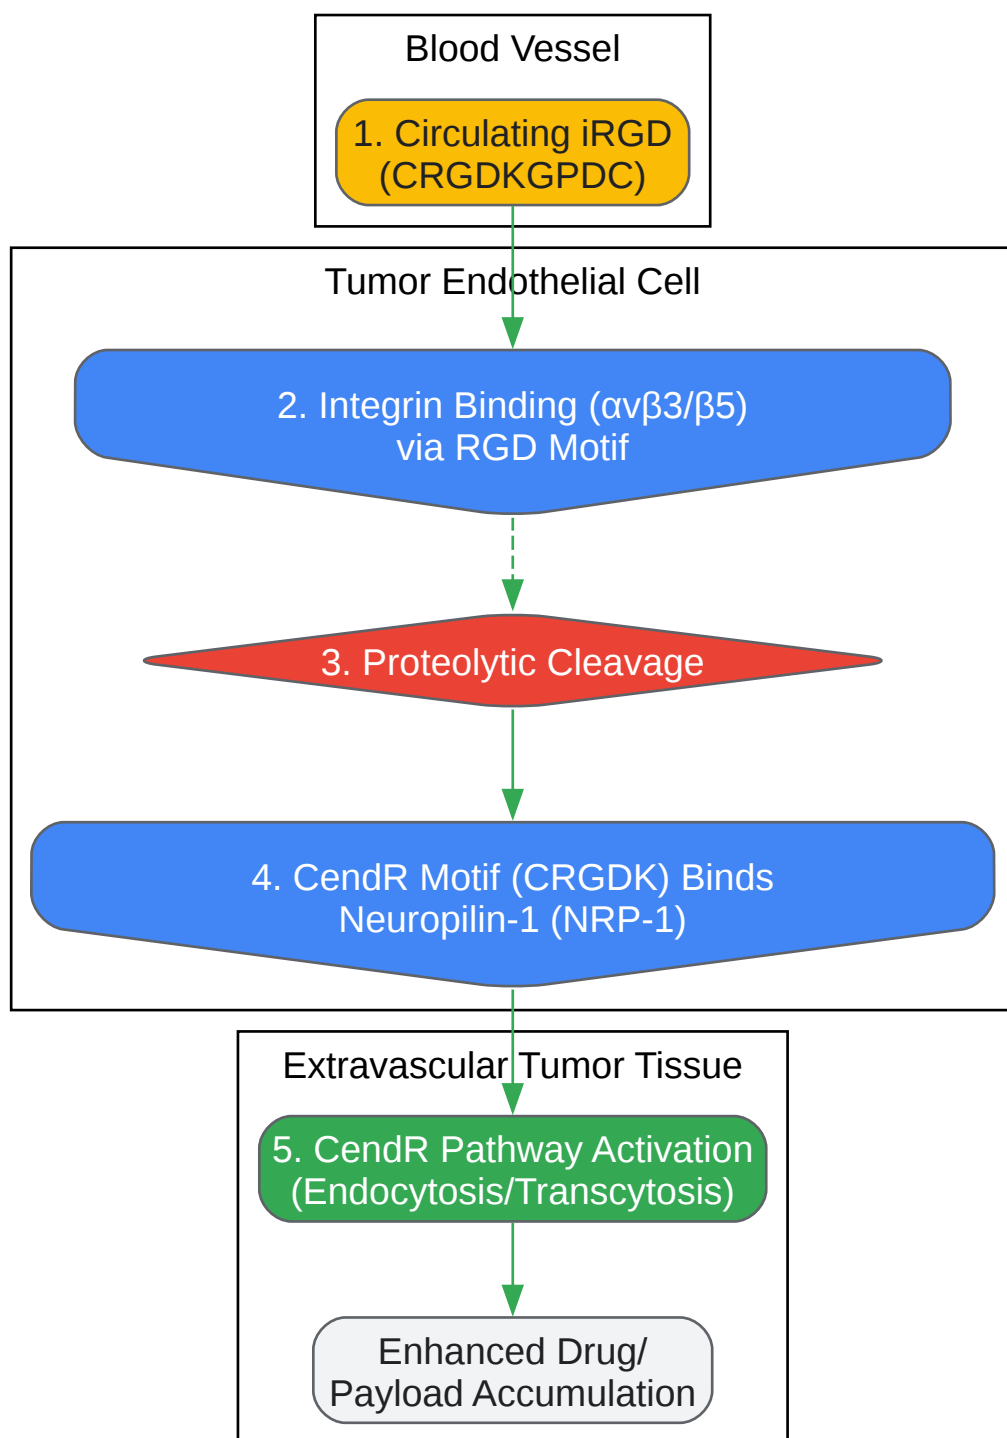 Blood Vessel
1. Circulating iRGD
(CRGDKGPDC)
Tumor Endothelial Cell
2. Integrin Binding (αvβ3/β5)
via RGD Motif
3. Proteolytic Cleavage
4. CendR Motif (CRGDK) Binds
Neuropilin-1 (NRP-1)
Extravascular Tumor Tissue
5. CendR Pathway Activation
(Endocytosis/Transcytosis)
Enhanced Drug/
Payload Accumulation